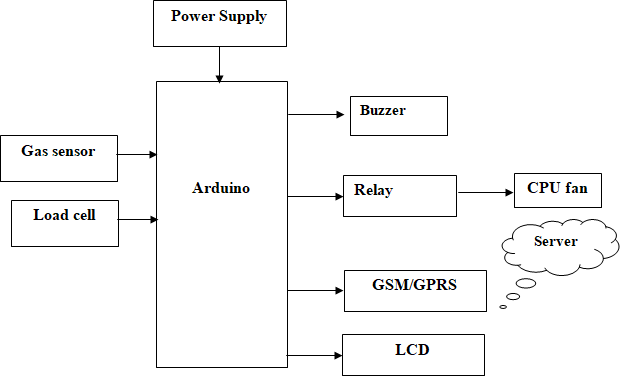 Power Supply
Buzzer
Gas sensor
Arduino
Relay
CPU fan
Load cell
Server
GSM/GPRS
LCD